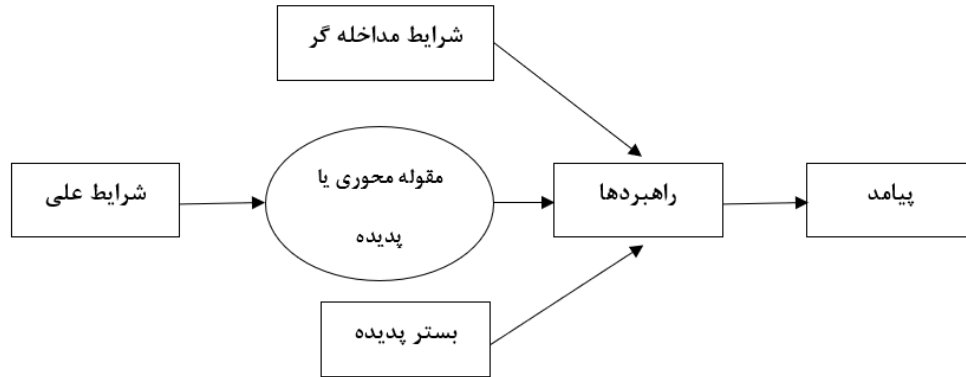 شرایط مداخله گر
شرایط علی
مقوله محوری یا
پدیده
راهبردها
پیامد
بستر پدیده